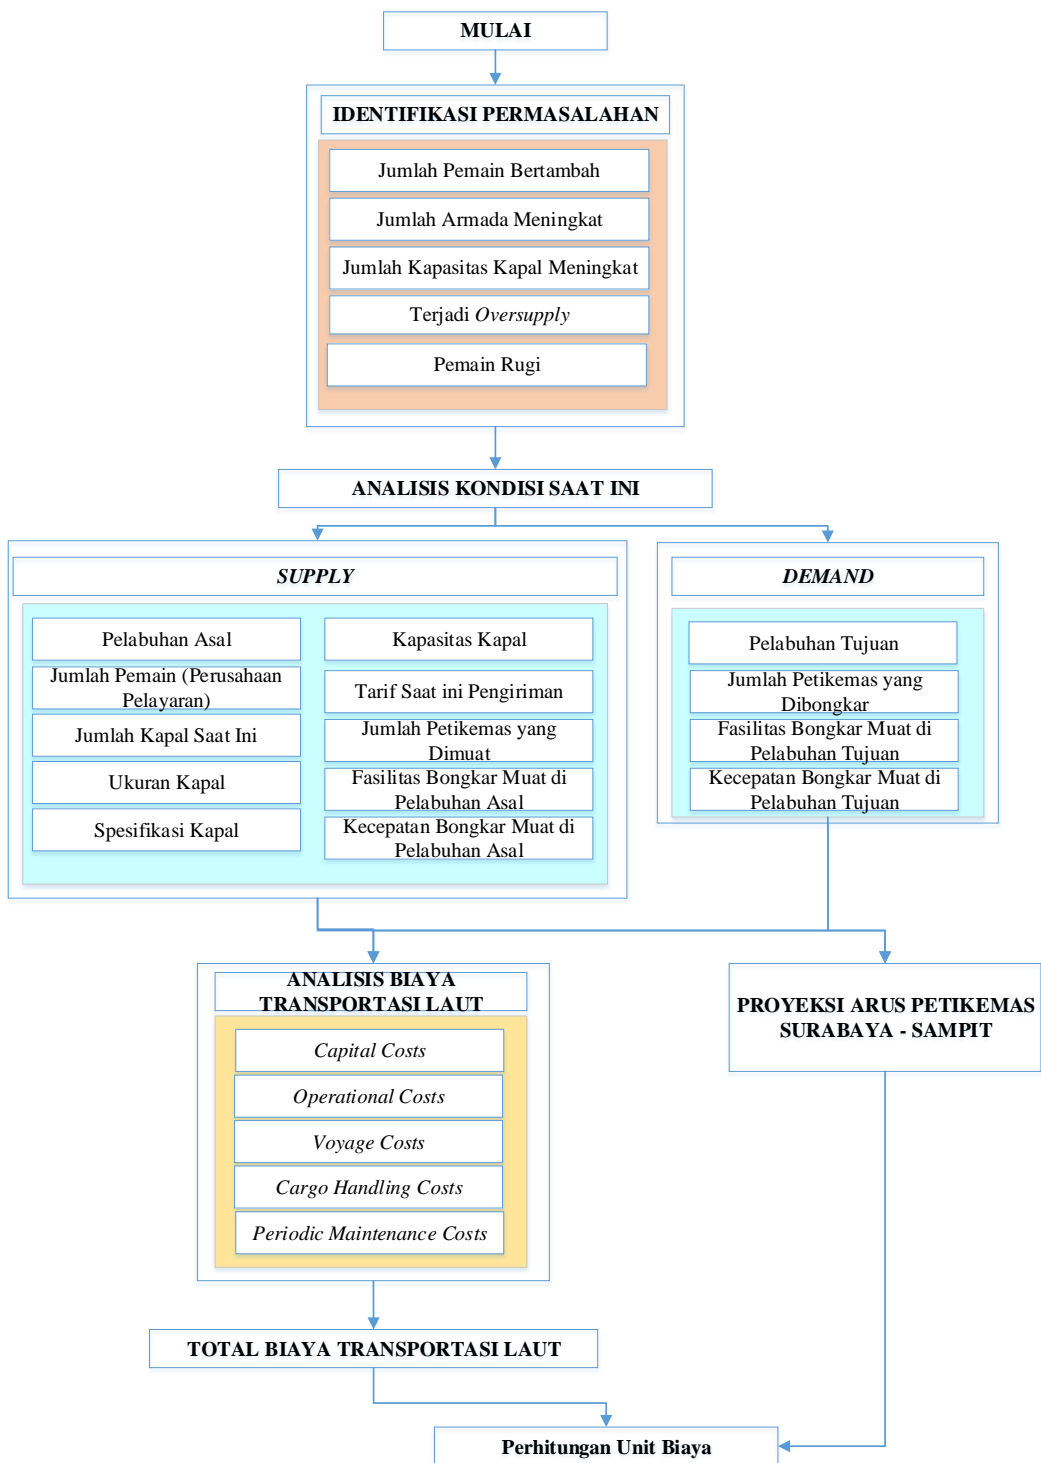 MULAI
IDENTIFIKASI PERMASALAHAN
Jumlah Pemain Bertambah
Jumlah Armada Meningkat
Jumlah Kapasitas Kapal Meningkat
Terjadi Oversupply
Pemain Rugi
ANALISIS KONDISI SAAT INI
SUPPLY
Pelabuhan Asal
Jumlah Pemain (Perusahaan
Pelayaran)
Jumlah Kapal Saat Ini
Ukuran Kapal
Spesifikasi Kapal
Kapasitas Kapal
Tarif Saat ini Pengiriman
Jumlah Petikemas yang
Dimuat
Fasilitas Bongkar Muat di
Pelabuhan Asal
Kecepatan Bongkar Muat di
Pelabuhan Asal
DEMAND
Pelabuhan Tujuan
Jumlah Petikemas yang
Dibongkar
Fasilitas Bongkar Muat di
Pelabuhan Tujuan
Kecepatan Bongkar Muat di
Pelabuhan Tujuan
ANALISIS BIAYA
TRANSPORTASI LAUT
Capital Costs
Operational Costs
Voyage Costs
Cargo Handling Costs
Periodic Maintenance Costs
PROYEKSI ARUS PETIKEMAS
SURABAYA - SAMPIT
TOTAL BIAYA TRANSPORTASI LAUT
Perhitungan Unit Biaya